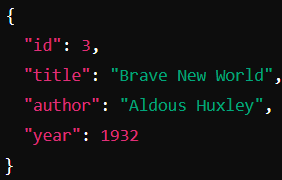 {
  "id": 3,
  "title": "Brave New World",
  "author": "Aldous Huxley",
  "year": 1932
}